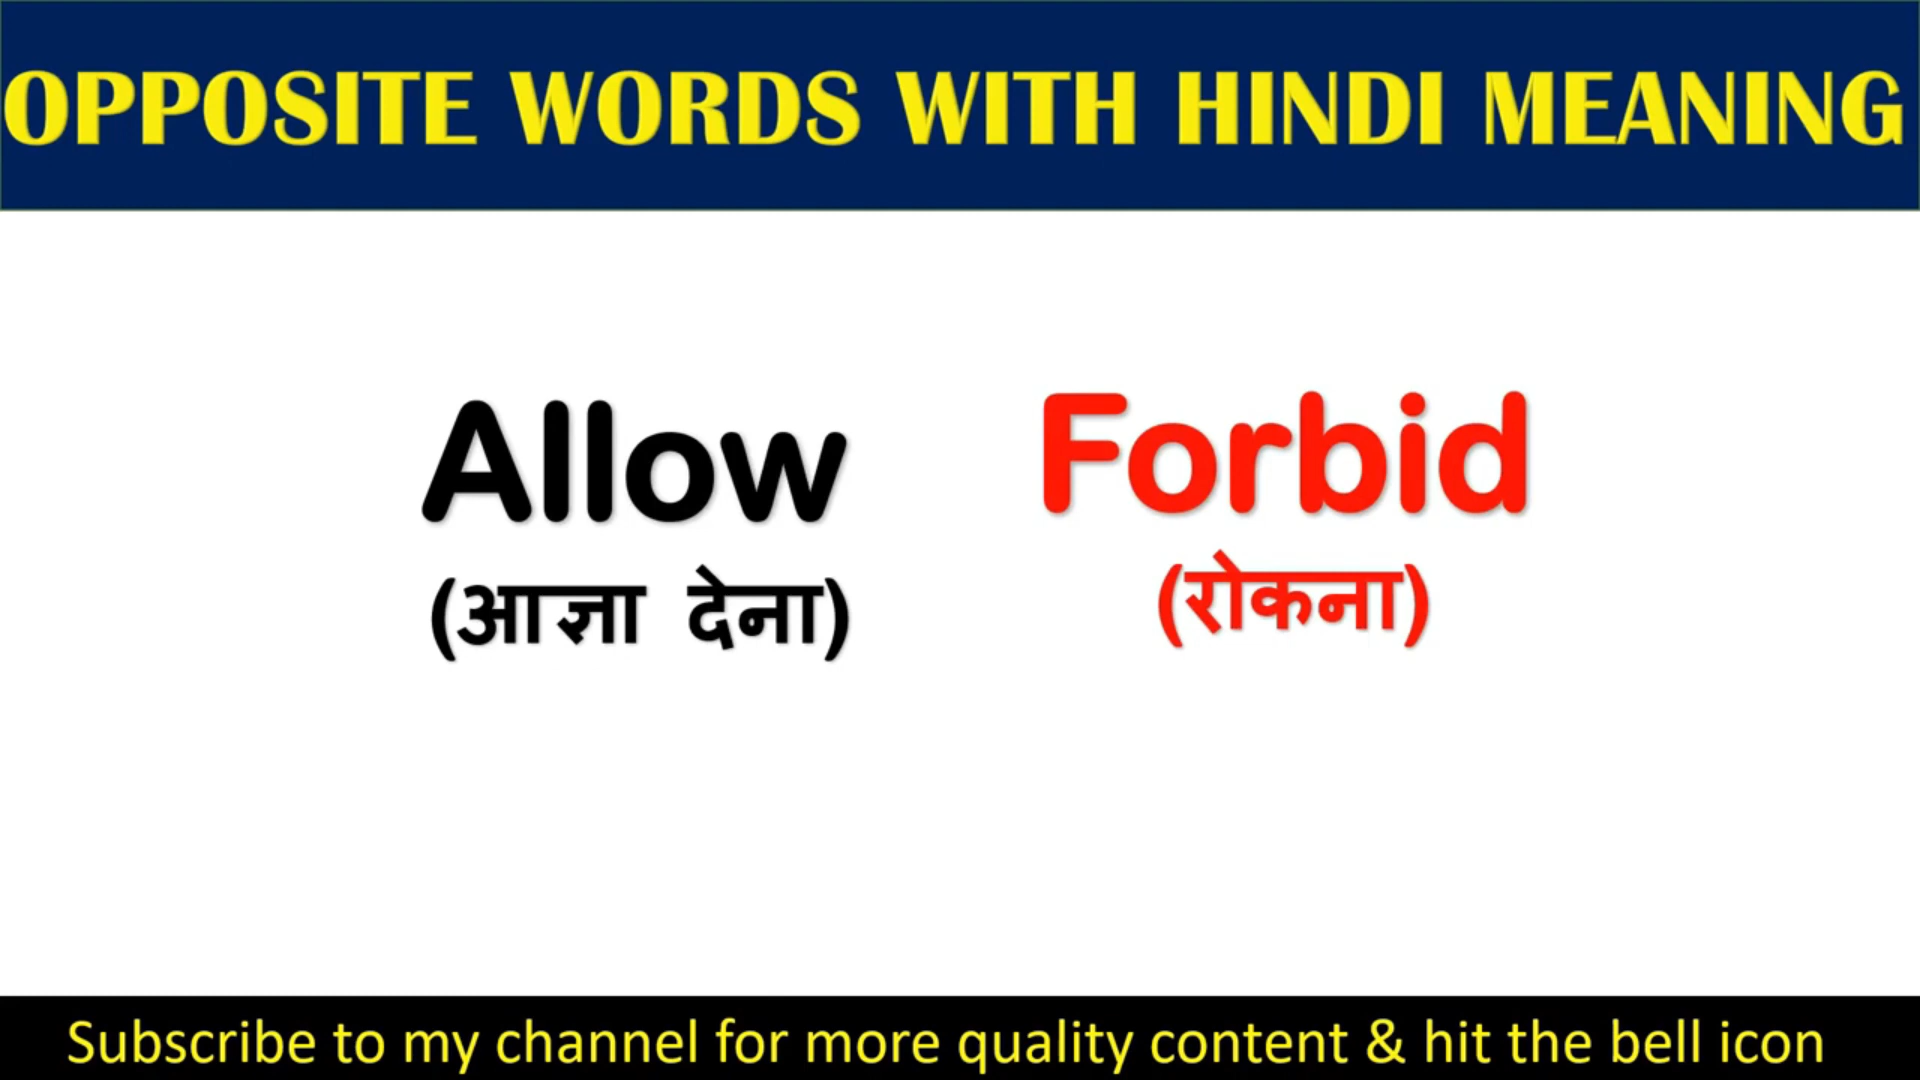 OPPOSITE WORDS WITH HINDI MEANING
Allow Forbid
(आज्ञा देना) (रोकना)
Subscribe to my channel for more quality content & hit the bell icon